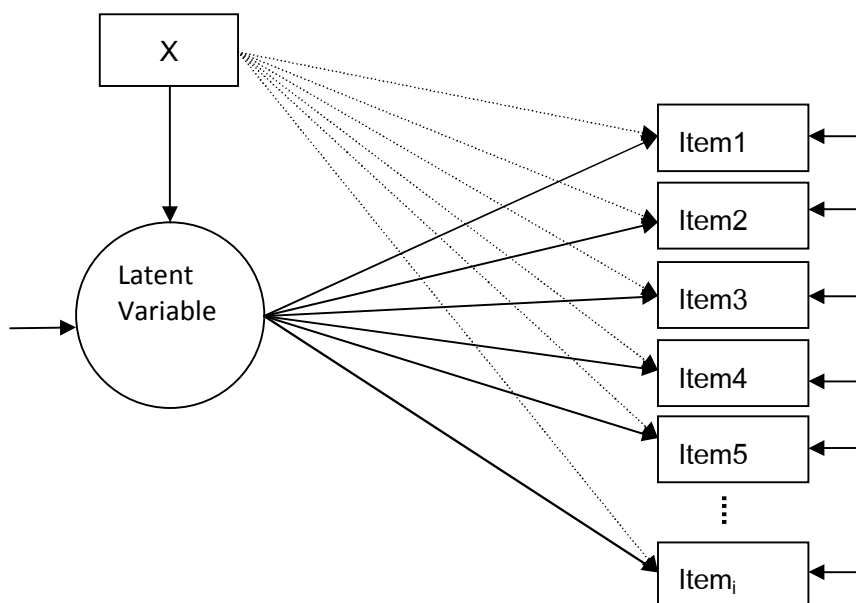 X
Latent
Variable
Item1
Item2
Item3
Item4
Item5
Itemᵢ